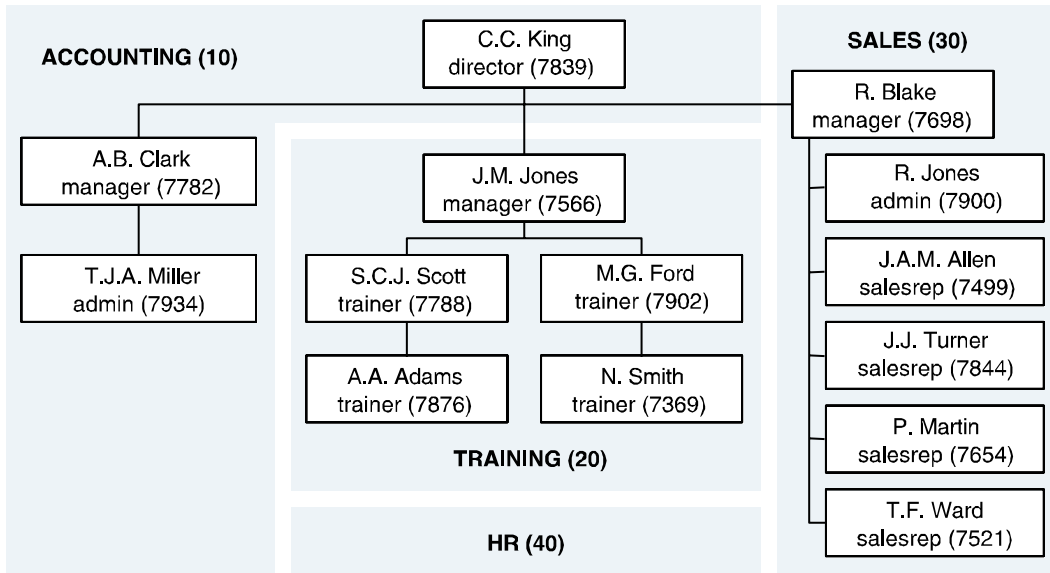 ACCOUNTING (10)
C.C. King
director (7839)
A.B. Clark
manager (7782)
T.J.A. Miller
admin (7934)
J.M. Jones
manager (7566)
S.C.J. Scott
trainer (7788)
M.G. Ford
trainer (7902)
A.A. Adams
trainer (7876)
N. Smith
trainer (7369)
TRAINING (20)
HR (40)
SALES (30)
R. Blake
manager (7698)
R. Jones
admin (7900)
J.A.M. Allen
salesrep (7499)
J.J. Turner
salesrep (7844)
P. Martin
salesrep (7654)
T.F. Ward
salesrep (7521)